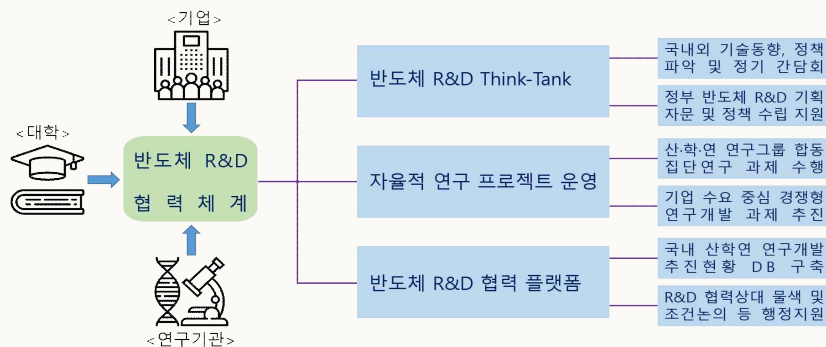 <기업>
<대학>
반도체 R&D
협력체계
<연구기관>
반도체 R&D Think-Tank
국내외 기술동향, 정책
파악 및 정기 간담회
정부 반도체 R&D 기획
자문 및 정책 수립 지원
자율적 연구 프로젝트 운영
산·학·연 연구그룹 합동
집단연구 과제 수행
기업 수요 중심 경쟁형
연구개발 과제 추진
반도체 R&D 협력 플랫폼
국내 산학연 연구개발
추진현황 DB 구축
R&D 협력상대 물색 및
조건논의 등 행정지원